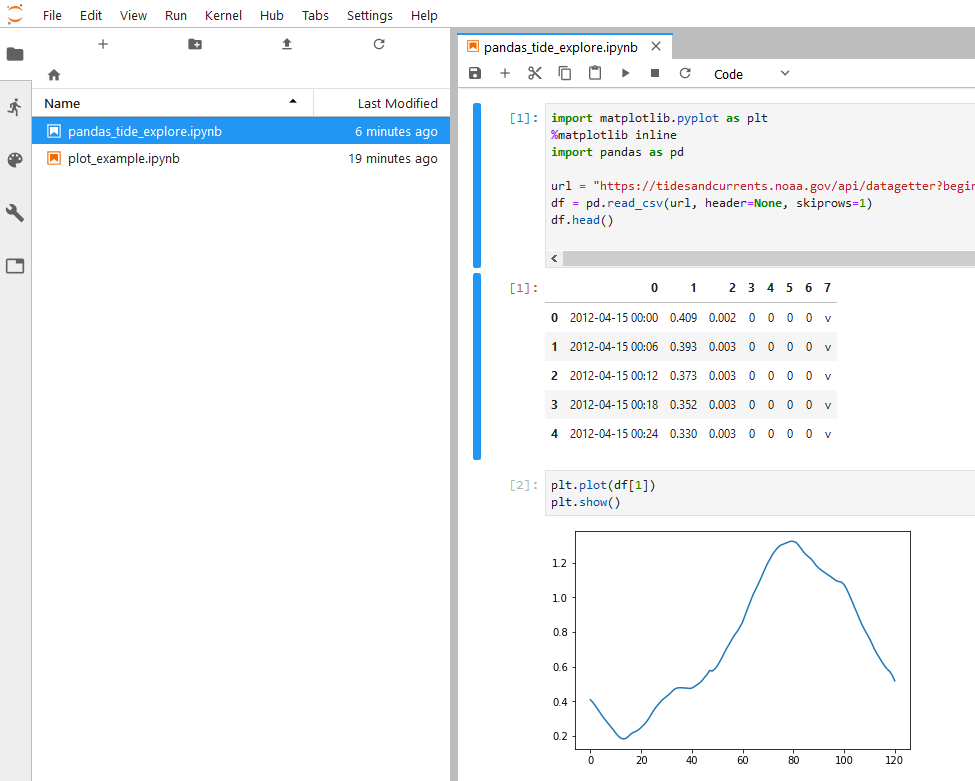 File Edit View Run Kernel Hub Tabs Settings Help
Name Last Modified
pandas_tide_explore.ipynb 6 minutes ago
plot_example.ipynb 19 minutes ago
pandas_tide_explore.ipynb
Code
[1]: import matplotlib.pyplot as plt
%matplotlib inline
import pandas as pd
url = "https://tidesandcurrents.noaa.gov/api/datagetter?begin
df = pd.read_csv(url, header=None, skiprows=1)
df.head()
[1]: 0 1 2 3 4 5 6 7
0 2012-04-15 00:00 0.409 0.002 0 0 0 0 v
1 2012-04-15 00:06 0.393 0.003 0 0 0 0 v
2 2012-04-15 00:12 0.373 0.003 0 0 0 0 v
3 2012-04-15 00:18 0.352 0.003 0 0 0 0 v
4 2012-04-15 00:24 0.330 0.003 0 0 0 0 v
[2]: plt.plot(df[1])
plt.show()
1.2
1.0
0.8
0.6
0.4
0.2
0 20 40 60 80 100 120